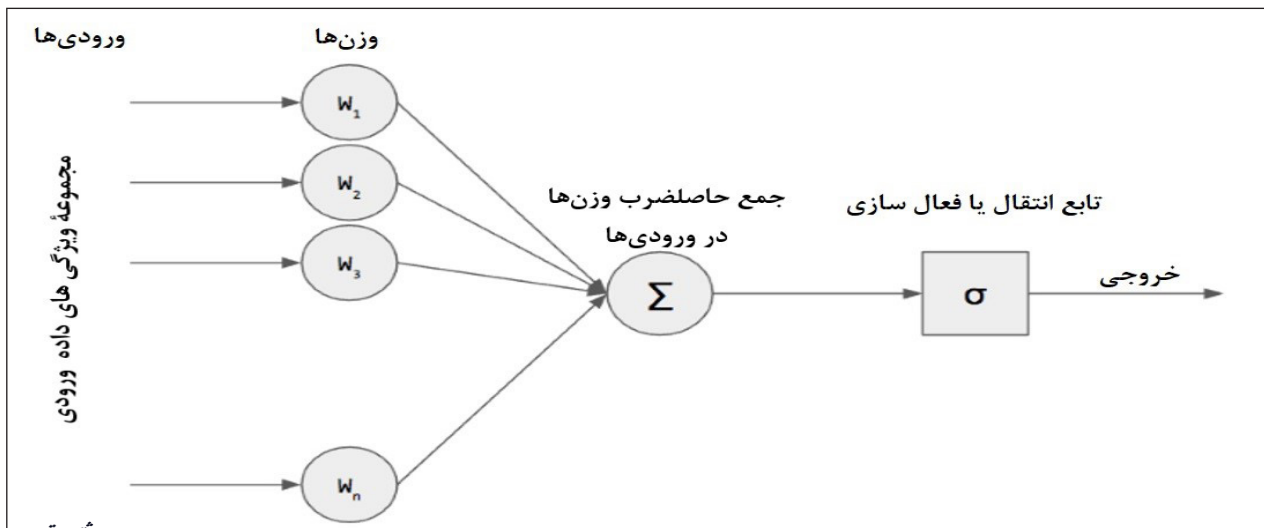 ورودی‌ها
وزن‌ها
مجموعهٔ ویژگی های داده ورودی
W₁
W₂
W₃
Wₙ
جمع حاصلضرب وزن‌ها
در ورودی‌ها
Σ
تابع انتقال یا فعال سازی
σ
خروجی